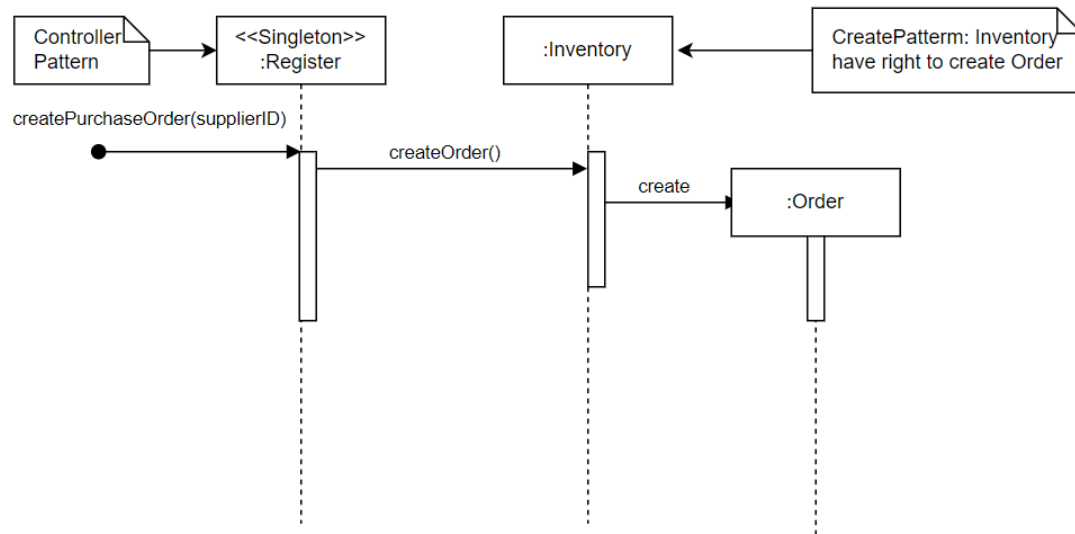 Controller
Pattern
<<Singleton>>
:Register
:Inventory
CreatePatterm: Inventory
have right to create Order
createPurchaseOrder(supplierID)
createOrder()
create
:Order